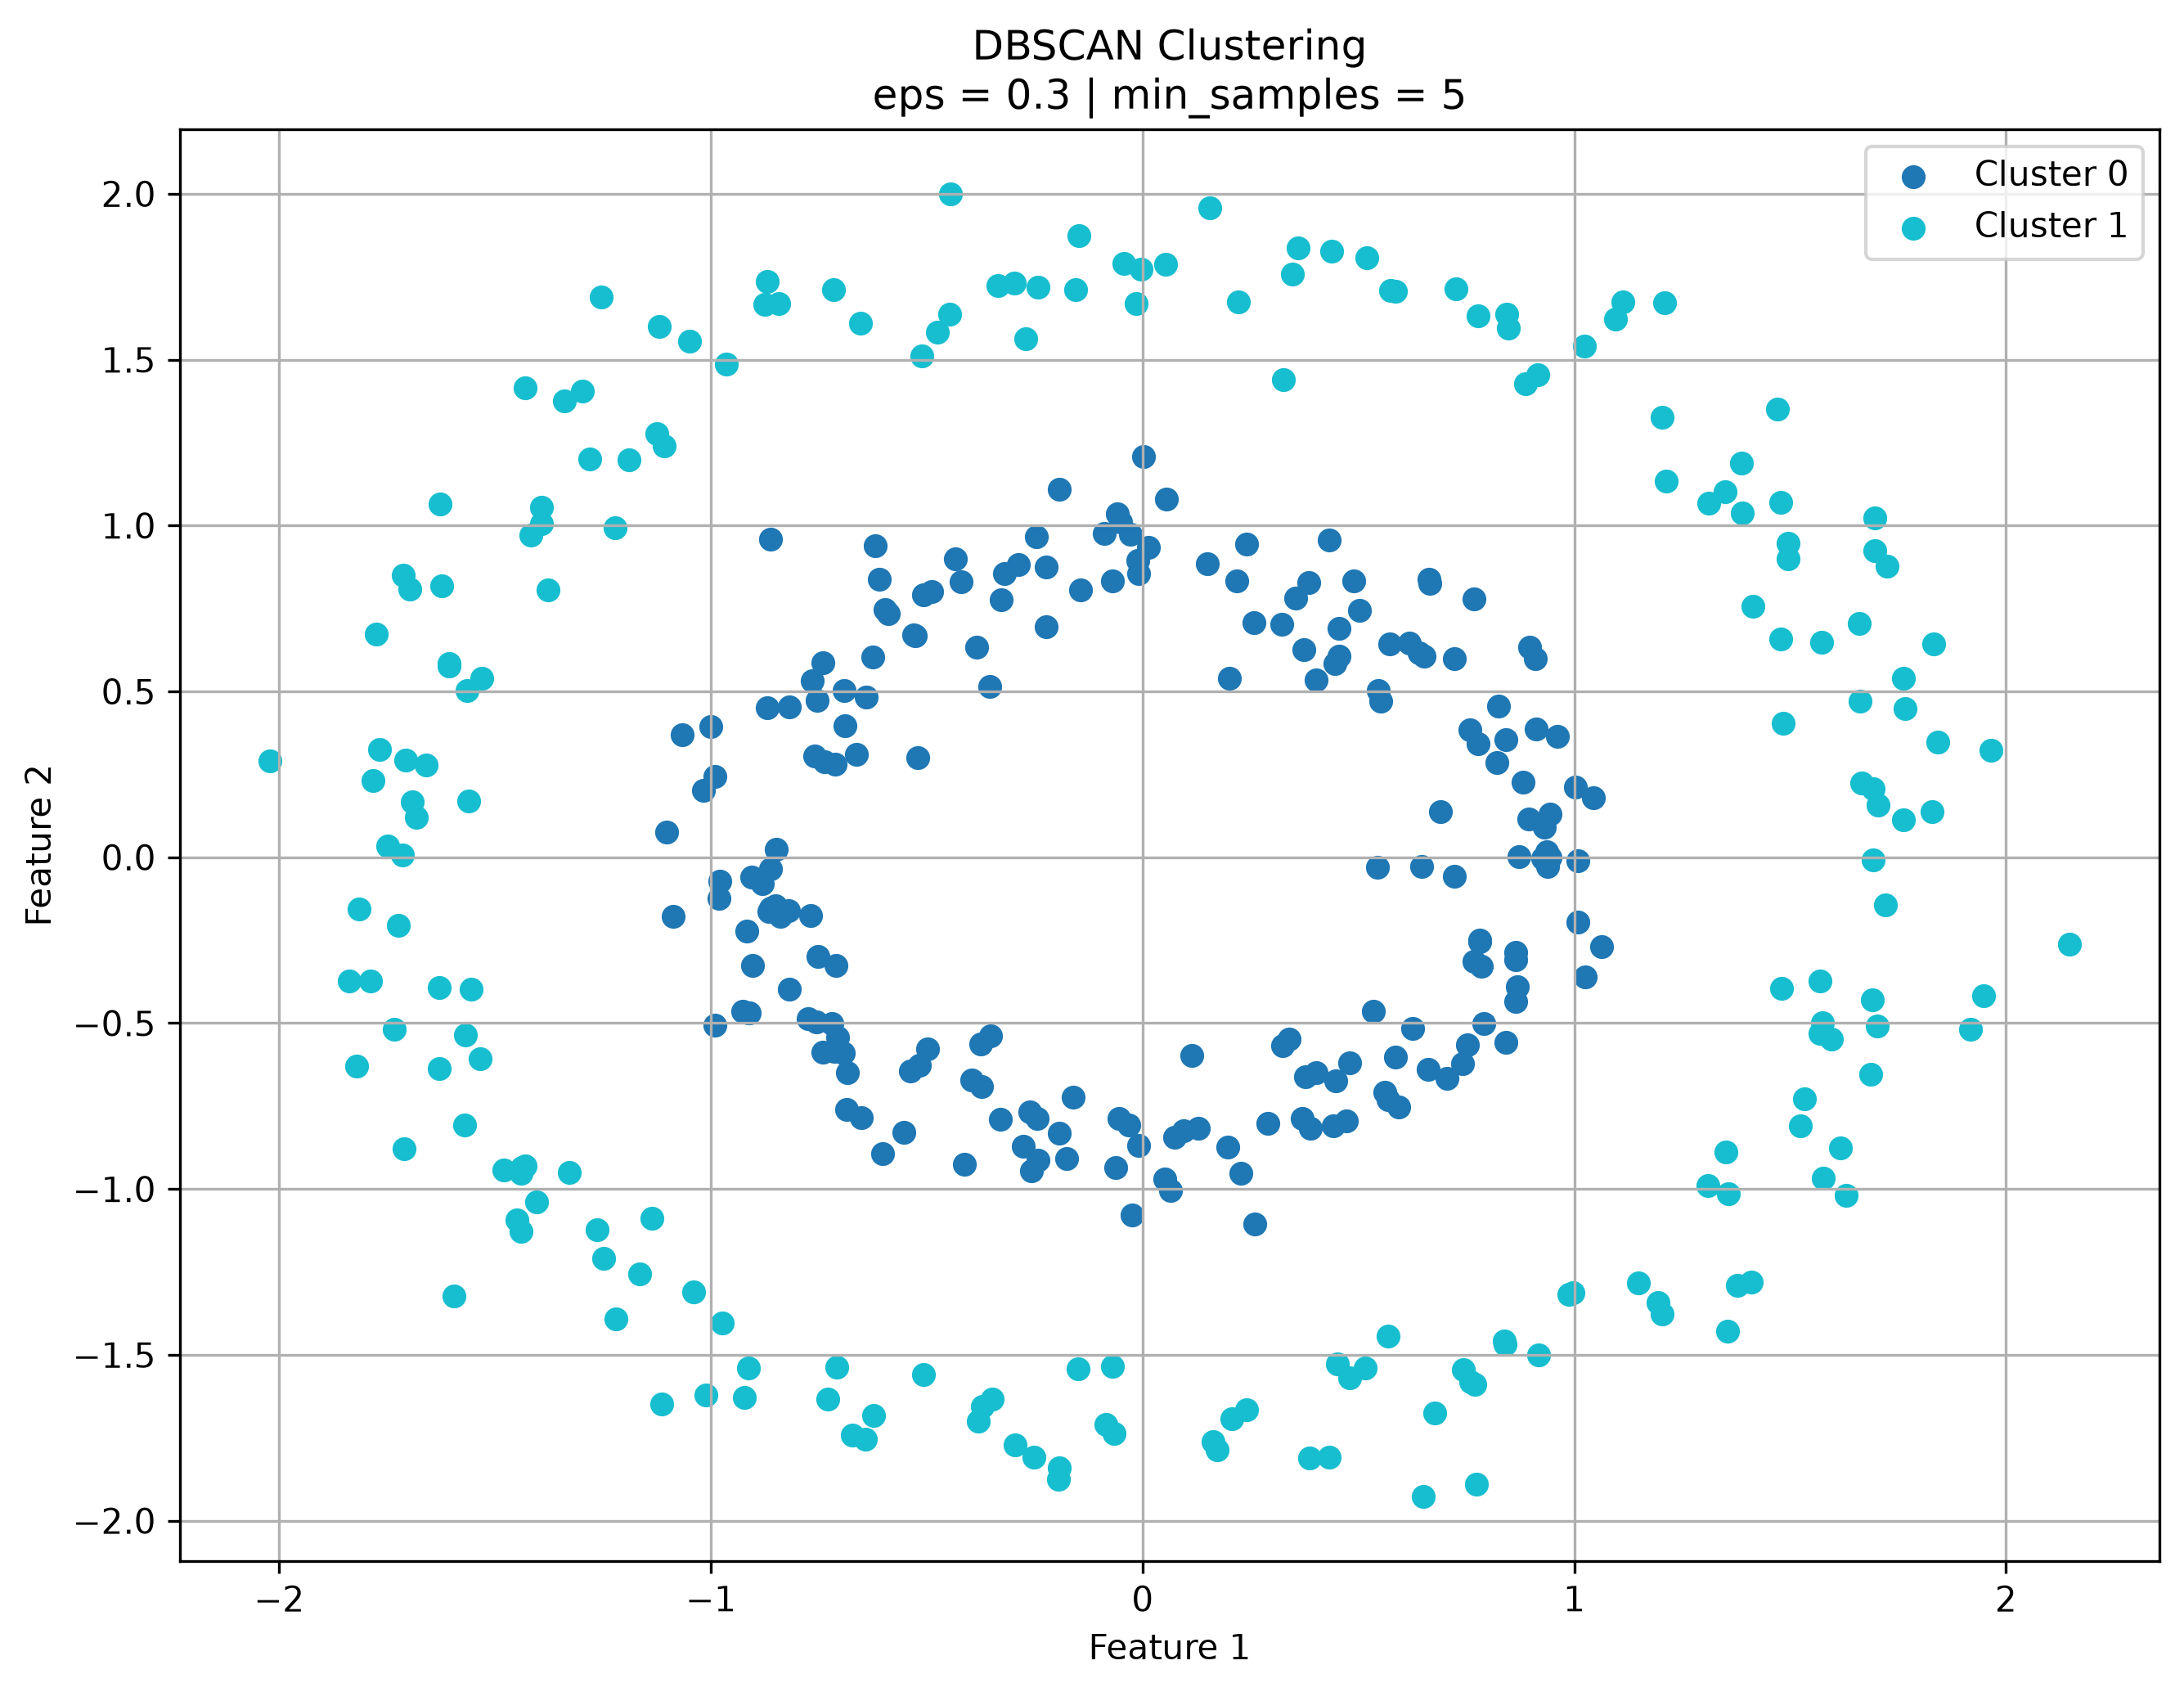 DBSCAN Clustering
eps = 0.3 | min_samples = 5
Cluster 0
Cluster 1
2.0
1.5
1.0
0.5
0.0
−0.5
−1.0
−1.5
−2.0
Feature 2
−2
−1
0
1
2
Feature 1